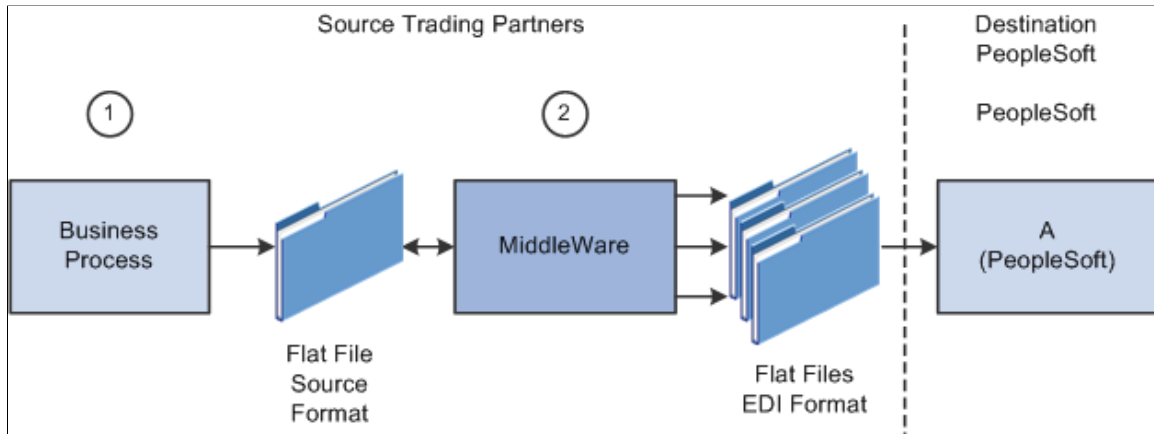 Source Trading Partners
Destination
PeopleSoft
PeopleSoft
1
2
Business
Process
MiddleWare
A
(PeopleSoft)
Flat File
Source
Format
Flat Files
EDI Format